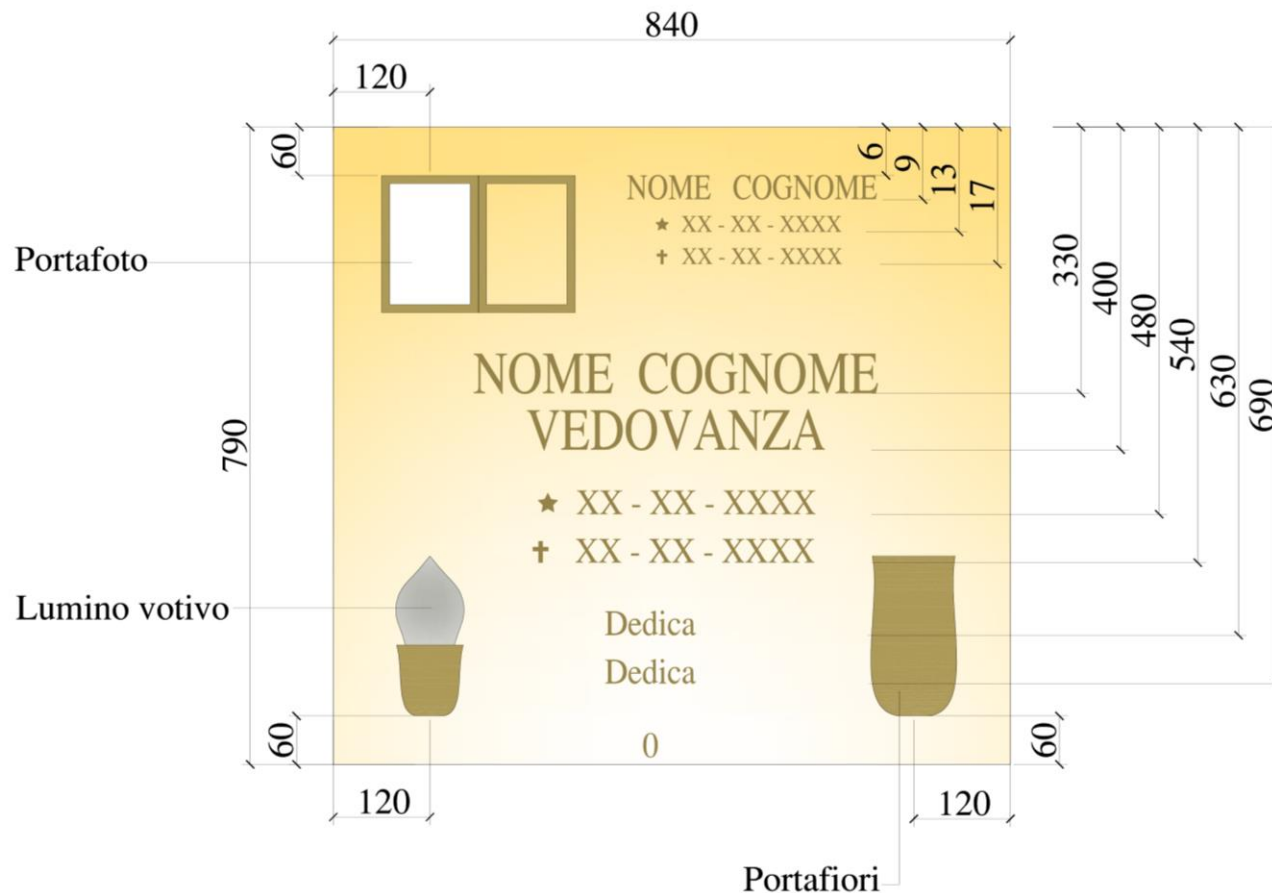 840
120
60
6
9
13
17
NOME COGNOME
★ XX - XX - XXXX
✝ XX - XX - XXXX
Portafoto
330
400
480
540
630
690
NOME COGNOME
VEDOVANZA
790
★ XX - XX - XXXX
✝ XX - XX - XXXX
Lumino votivo
Dedica
Dedica
60
0
60
120
120
Portafiori